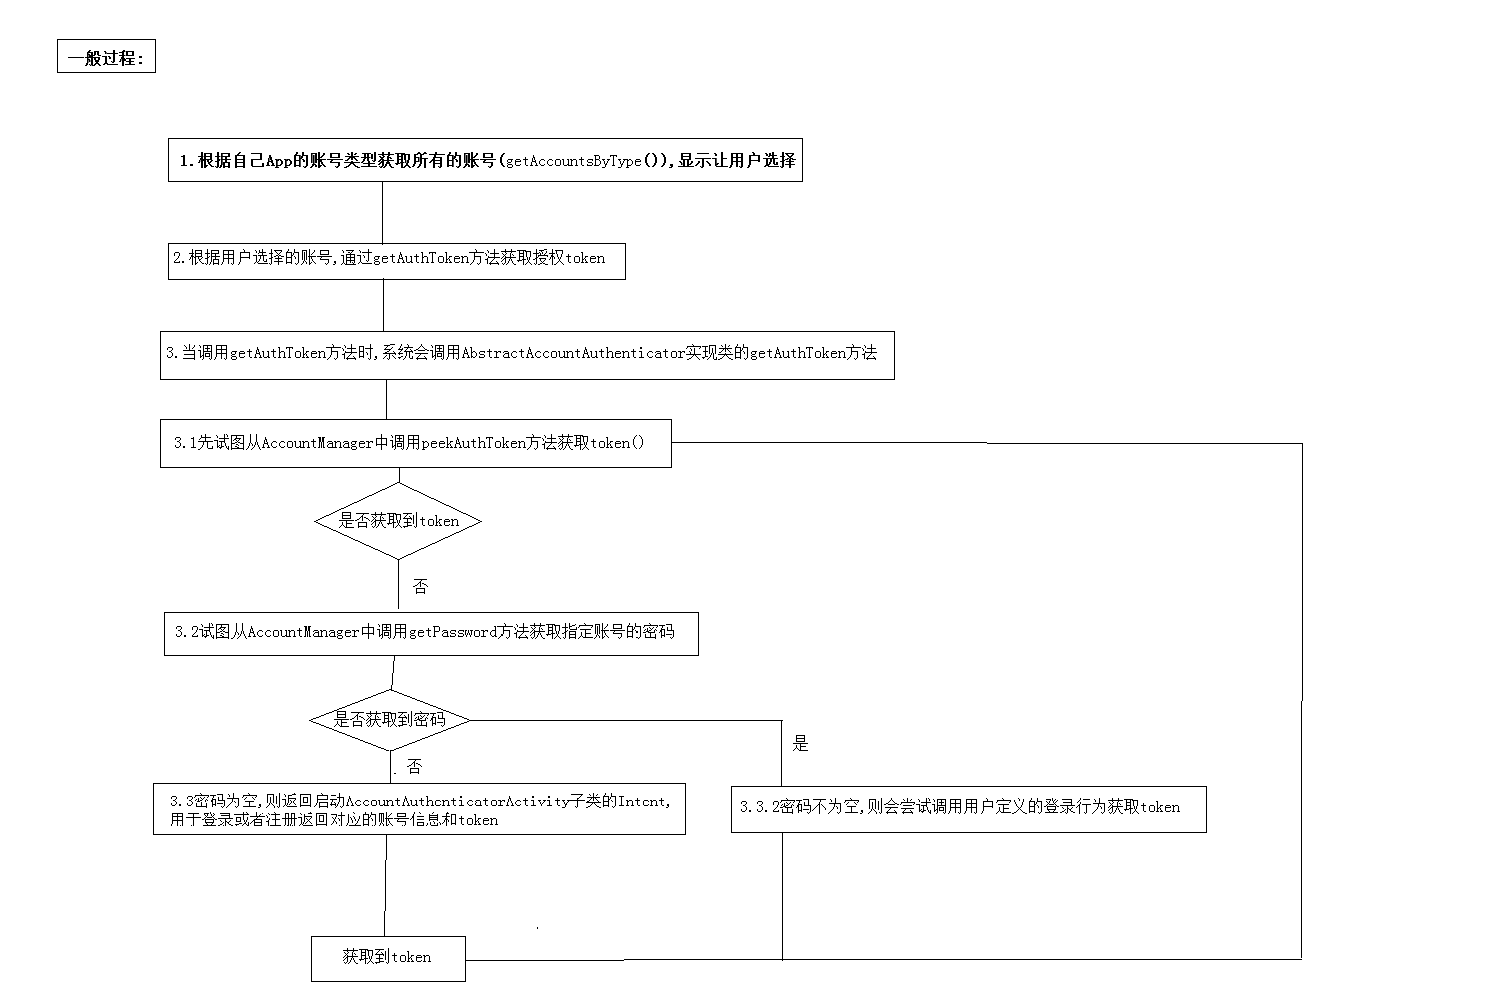 一般过程:
1.根据自己App的账号类型获取所有的账号(getAccountsByType()),显示让用户选择
2.根据用户选择的账号,通过getAuthToken方法获取授权token
3.当调用getAuthToken方法时,系统会调用AbstractAccountAuthenticator实现类的getAuthToken方法
3.1先试图从AccountManager中调用peekAuthToken方法获取token()
是否获取到token
否
3.2试图从AccountManager中调用getPassword方法获取指定账号的密码
是否获取到密码
是
否
3.3密码为空,则返回启动AccountAuthenticatorActivity子类的Intent,
用于登录或者注册返回对应的账号信息和token
3.3.2密码不为空,则会尝试调用用户定义的登录行为获取token
获取到token